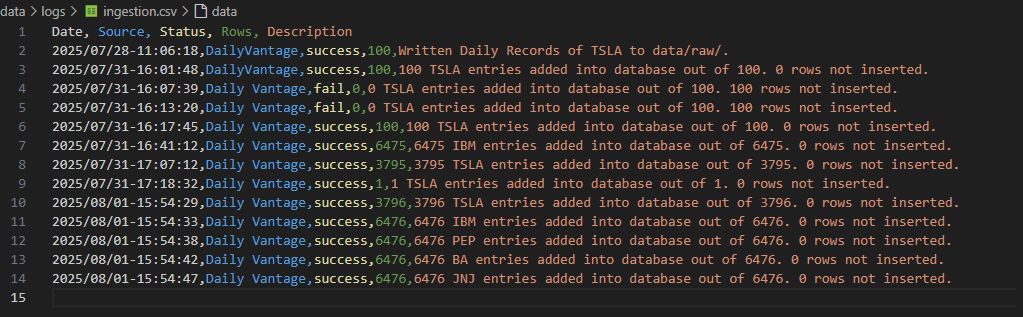 data > logs > ingestion.csv > data
1 Date, Source, Status, Rows, Description
2 2025/07/28-11:06:18,DailyVantage,success,100,Written Daily Records of TSLA to data/raw/.
3 2025/07/31-16:01:48,DailyVantage,success,100,100 TSLA entries added into database out of 100. 0 rows not inserted.
4 2025/07/31-16:07:39,Daily Vantage,fail,0,0 TSLA entries added into database out of 100. 100 rows not inserted.
5 2025/07/31-16:13:20,Daily Vantage,fail,0,0 TSLA entries added into database out of 100. 100 rows not inserted.
6 2025/07/31-16:17:45,Daily Vantage,success,100,100 TSLA entries added into database out of 100. 0 rows not inserted.
7 2025/07/31-16:41:12,Daily Vantage,success,6475,6475 IBM entries added into database out of 6475. 0 rows not inserted.
8 2025/07/31-17:07:12,Daily Vantage,success,3795,3795 TSLA entries added into database out of 3795. 0 rows not inserted.
9 2025/07/31-17:18:32,Daily Vantage,success,1,1 TSLA entries added into database out of 1. 0 rows not inserted.
10 2025/08/01-15:54:29,Daily Vantage,success,3796,3796 TSLA entries added into database out of 3796. 0 rows not inserted.
11 2025/08/01-15:54:33,Daily Vantage,success,6476,6476 IBM entries added into database out of 6476. 0 rows not inserted.
12 2025/08/01-15:54:38,Daily Vantage,success,6476,6476 PEP entries added into database out of 6476. 0 rows not inserted.
13 2025/08/01-15:54:42,Daily Vantage,success,6476,6476 BA entries added into database out of 6476. 0 rows not inserted.
14 2025/08/01-15:54:47,Daily Vantage,success,6476,6476 JNJ entries added into database out of 6476. 0 rows not inserted.
15